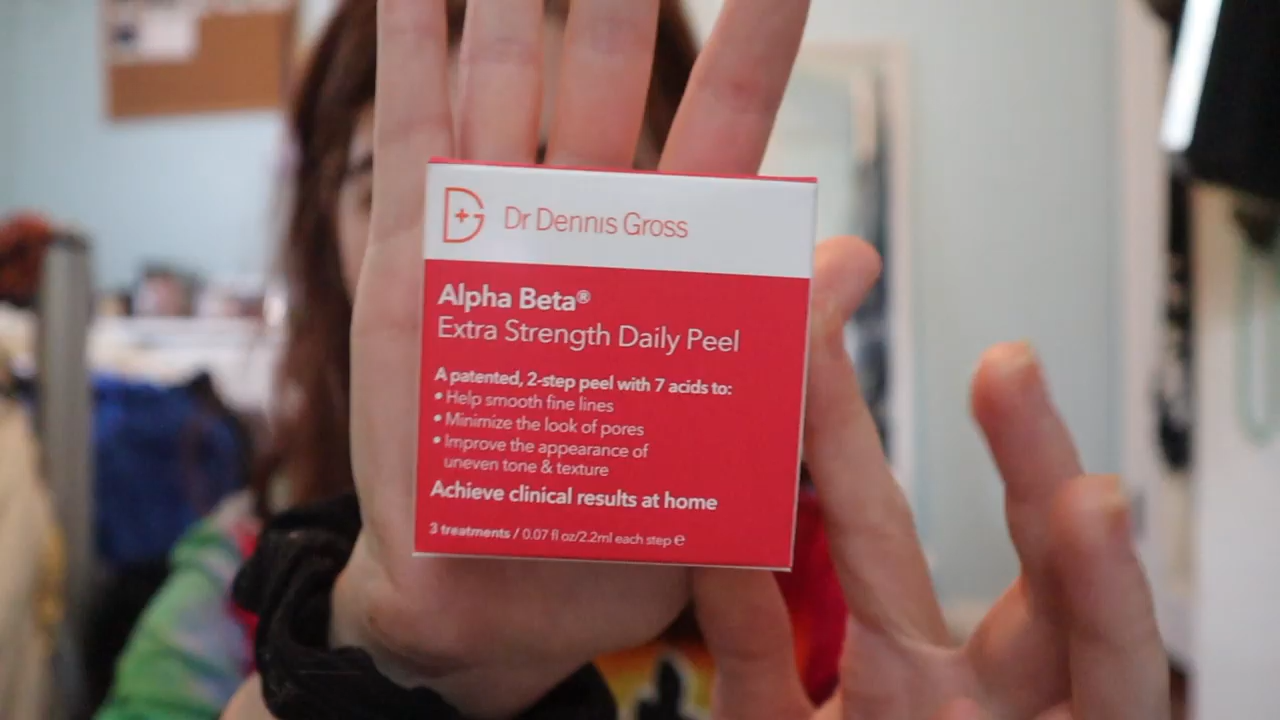 Dr Dennis Gross
Alpha Beta®
Extra Strength Daily Peel
A patented, 2-step peel with 7 acids to:
• Help smooth fine lines
• Minimize the look of pores
• Improve the appearance of
uneven tone & texture
Achieve clinical results at home
3 treatments / 0.07 fl oz/2.2ml each step ℮